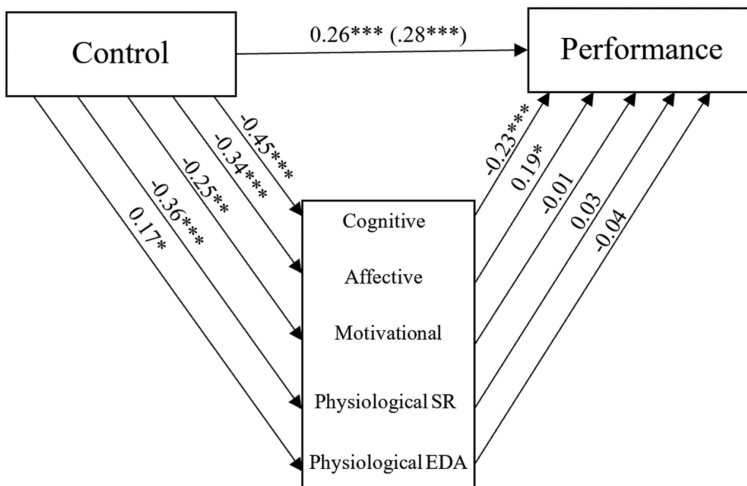 Control
0.26*** (.28***)
Performance
-0.45***
-0.34***
-0.25**
-0.36***
0.17*
-0.23***
0.19*
-0.01
0.03
-0.04
Cognitive
Affective
Motivational
Physiological SR
Physiological EDA